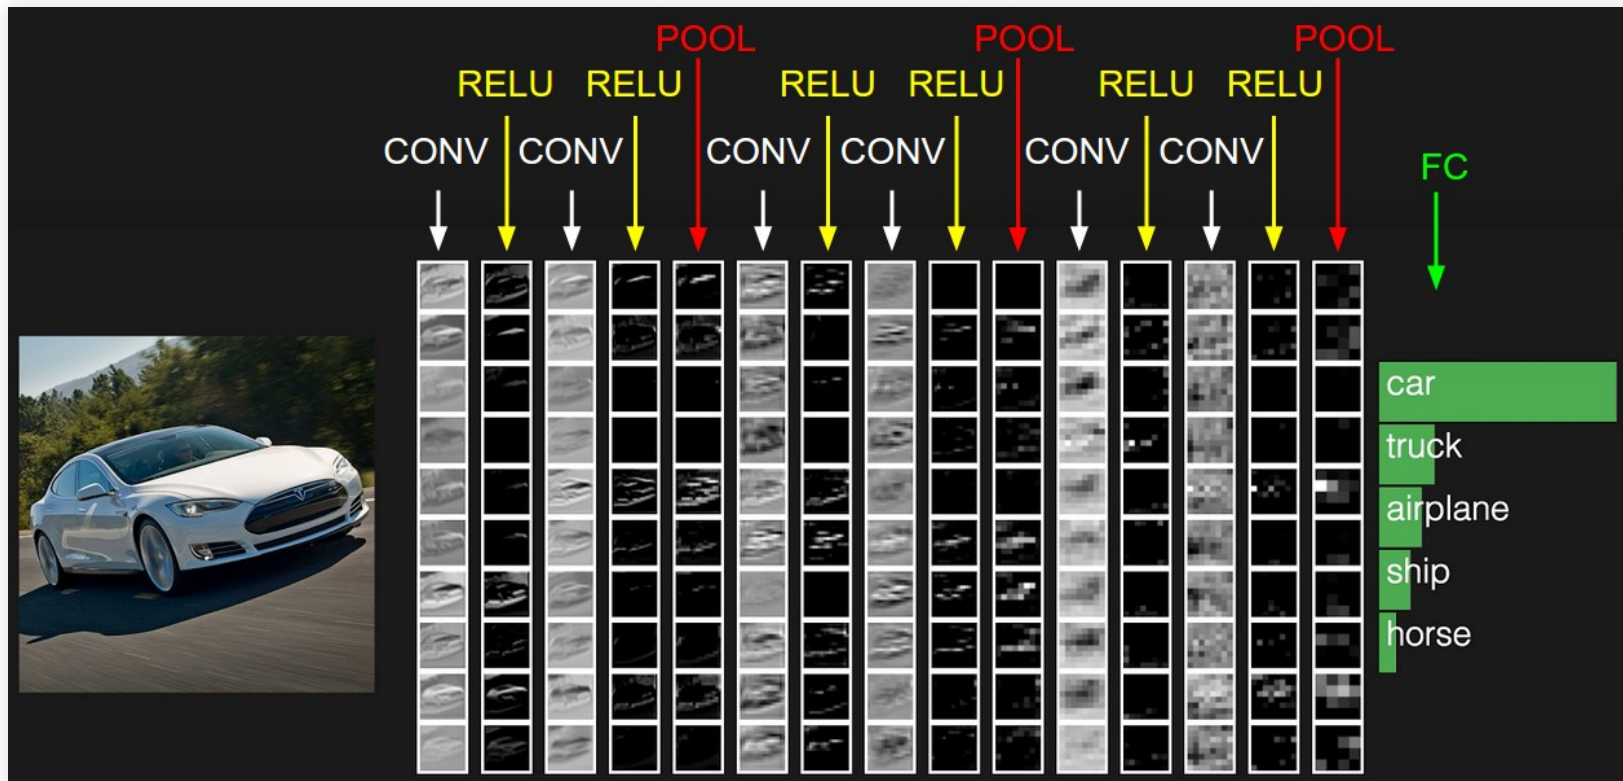 POOL POOL POOL
RELU RELU RELU RELU RELU RELU
CONV CONV CONV CONV CONV CONV
FC
car
truck
airplane
ship
horse